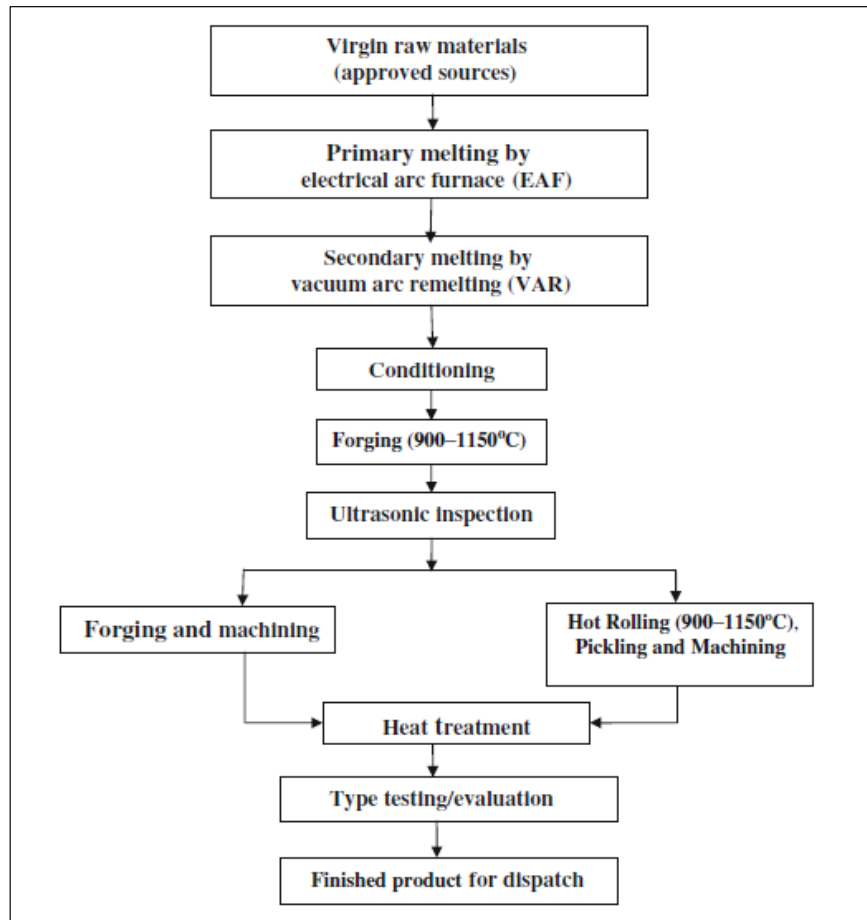 Virgin raw materials
(approved sources)
Primary melting by
electrical arc furnace (EAF)
Secondary melting by
vacuum arc remelting (VAR)
Conditioning
Forging (900–1150ºC)
Ultrasonic inspection
Forging and machining
Hot Rolling (900–1150ºC),
Pickling and Machining
Heat treatment
Type testing/evaluation
Finished product for dispatch